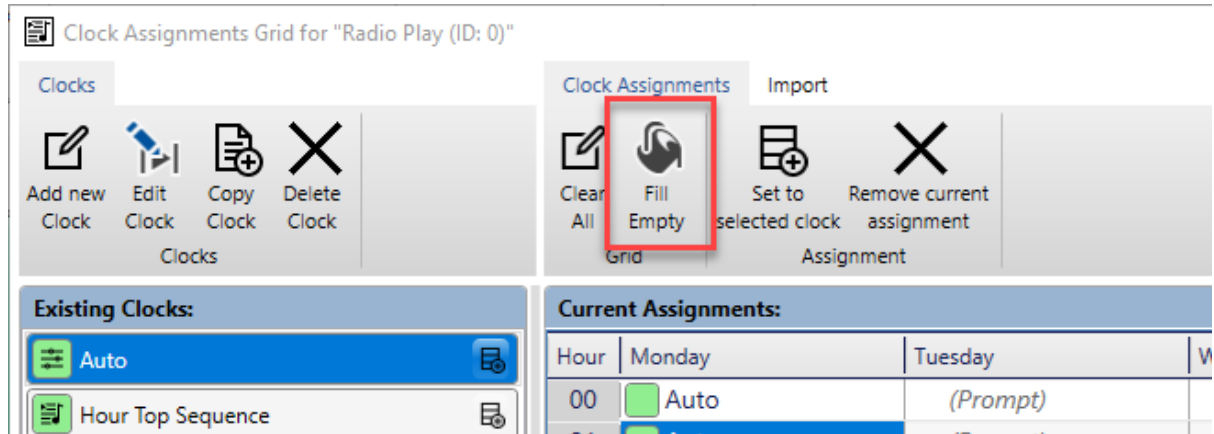 Clock Assignments Grid for "Radio Play (ID: 0)"
Clocks
Clock Assignments Import
Add new Edit Copy Delete
Clock Clock Clock Clock
Clocks
Clear Fill Set to Remove current
All Empty selected clock assignment
Grid Assignment
Existing Clocks:
Current Assignments:
Auto
Hour Top Sequence
Hour Monday Tuesday
00 Auto (Prompt)